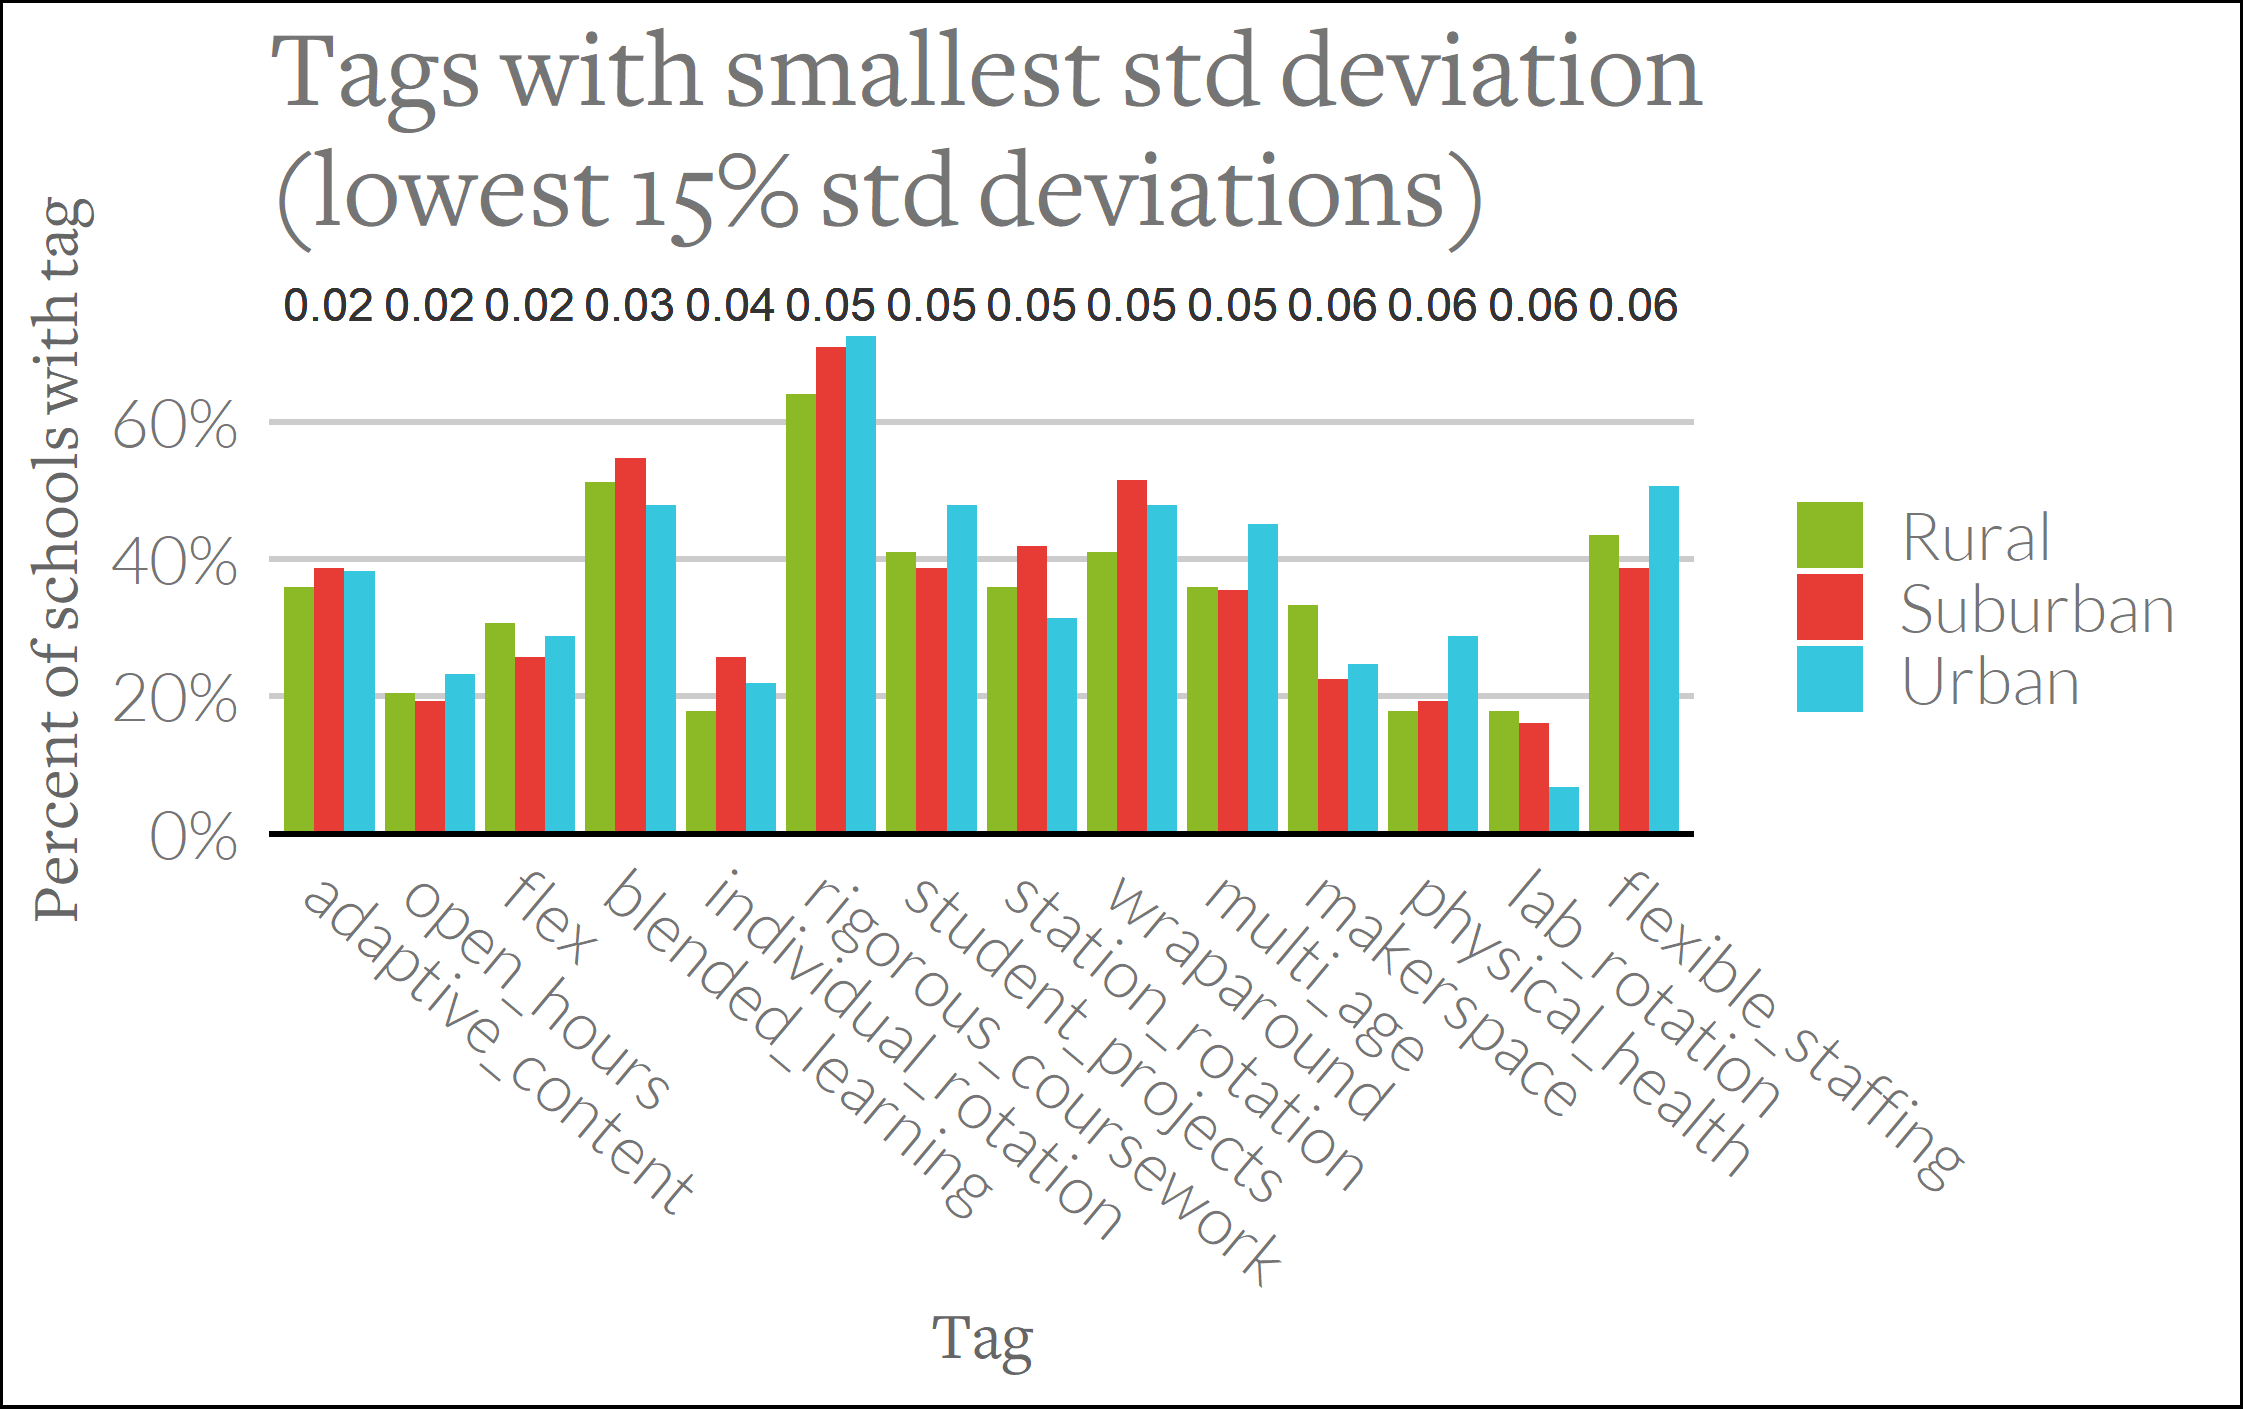 Tags with smallest std deviation
(lowest 15% std deviations)
Percent of schools with tag
0.02 0.02 0.02 0.03 0.04 0.05 0.05 0.05 0.05 0.05 0.06 0.06 0.06 0.06
60%
40%
20%
0%
Rural
Suburban
Urban
adaptive_content
open_hours
flex
blended_learning
individual_rotation
rigorous_coursework
student_projects
station_rotation
wraparound
multi_age
makerspace
physical_health
lab_rotation
flexible_staffing
Tag